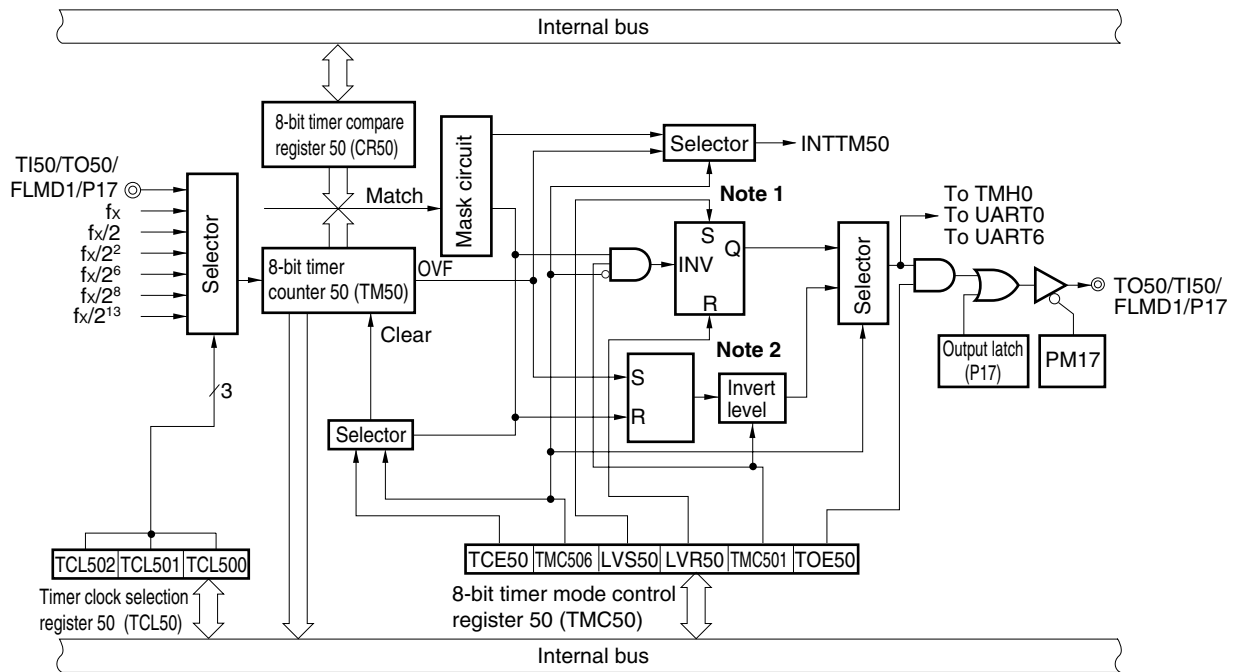 Internal bus
8-bit timer compare
register 50 (CR50)
TI50/TO50/
FLMD1/P17
fX
fX/2
fX/2²
fX/2⁶
fX/2⁸
fX/2¹³
Selector
Match
Mask circuit
Selector
INTTM50
Note 1
S
Q
INV
R
8-bit timer
counter 50 (TM50)
OVF
Clear
Selector
To TMH0
To UART0
To UART6
TO50/TI50/
FLMD1/P17
Output latch
(P17)
PM17
Note 2
S
R
Invert
level
3
Selector
TCL502
TCL501
TCL500
Timer clock selection
register 50 (TCL50)
TCE50
TMC506
LVS50
LVR50
TMC501
TOE50
8-bit timer mode control
register 50 (TMC50)
Internal bus